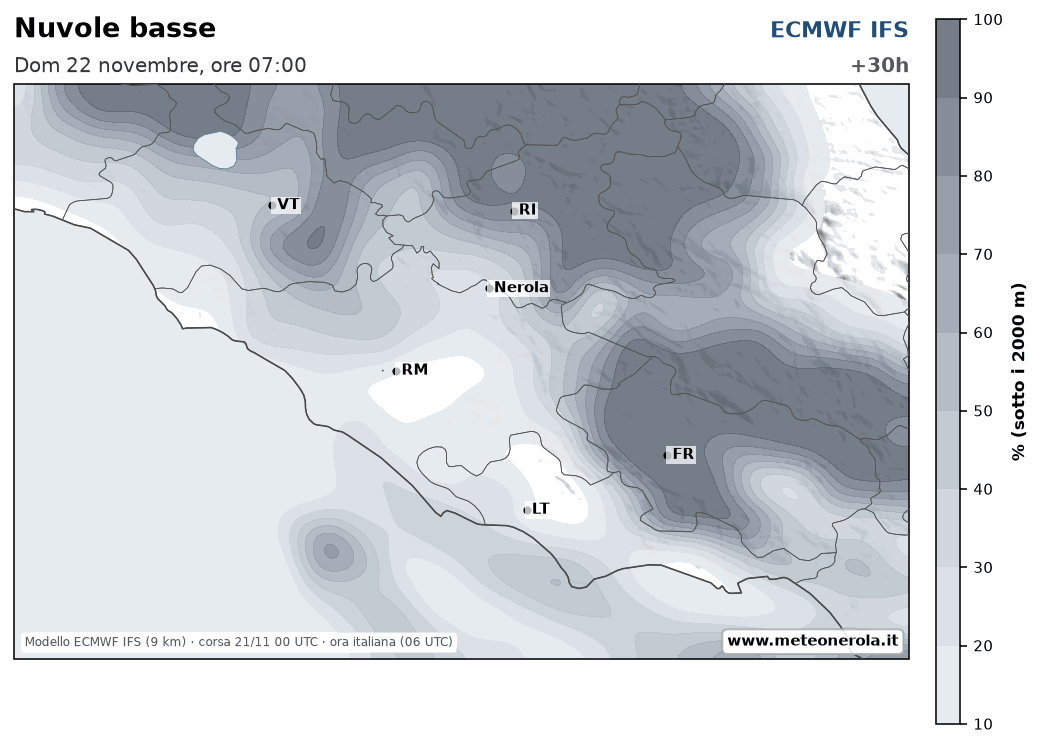 Nuvole basse
ECMWF IFS
Dom 22 novembre, ore 07:00
+30h
VT
RI
Nerola
RM
FR
LT
Modello ECMWF IFS (9 km) · corsa 21/11 00 UTC · ora italiana (06 UTC)
www.meteonerola.it
100
90
80
70
60
50
40
30
20
10
% (sotto i 2000 m)